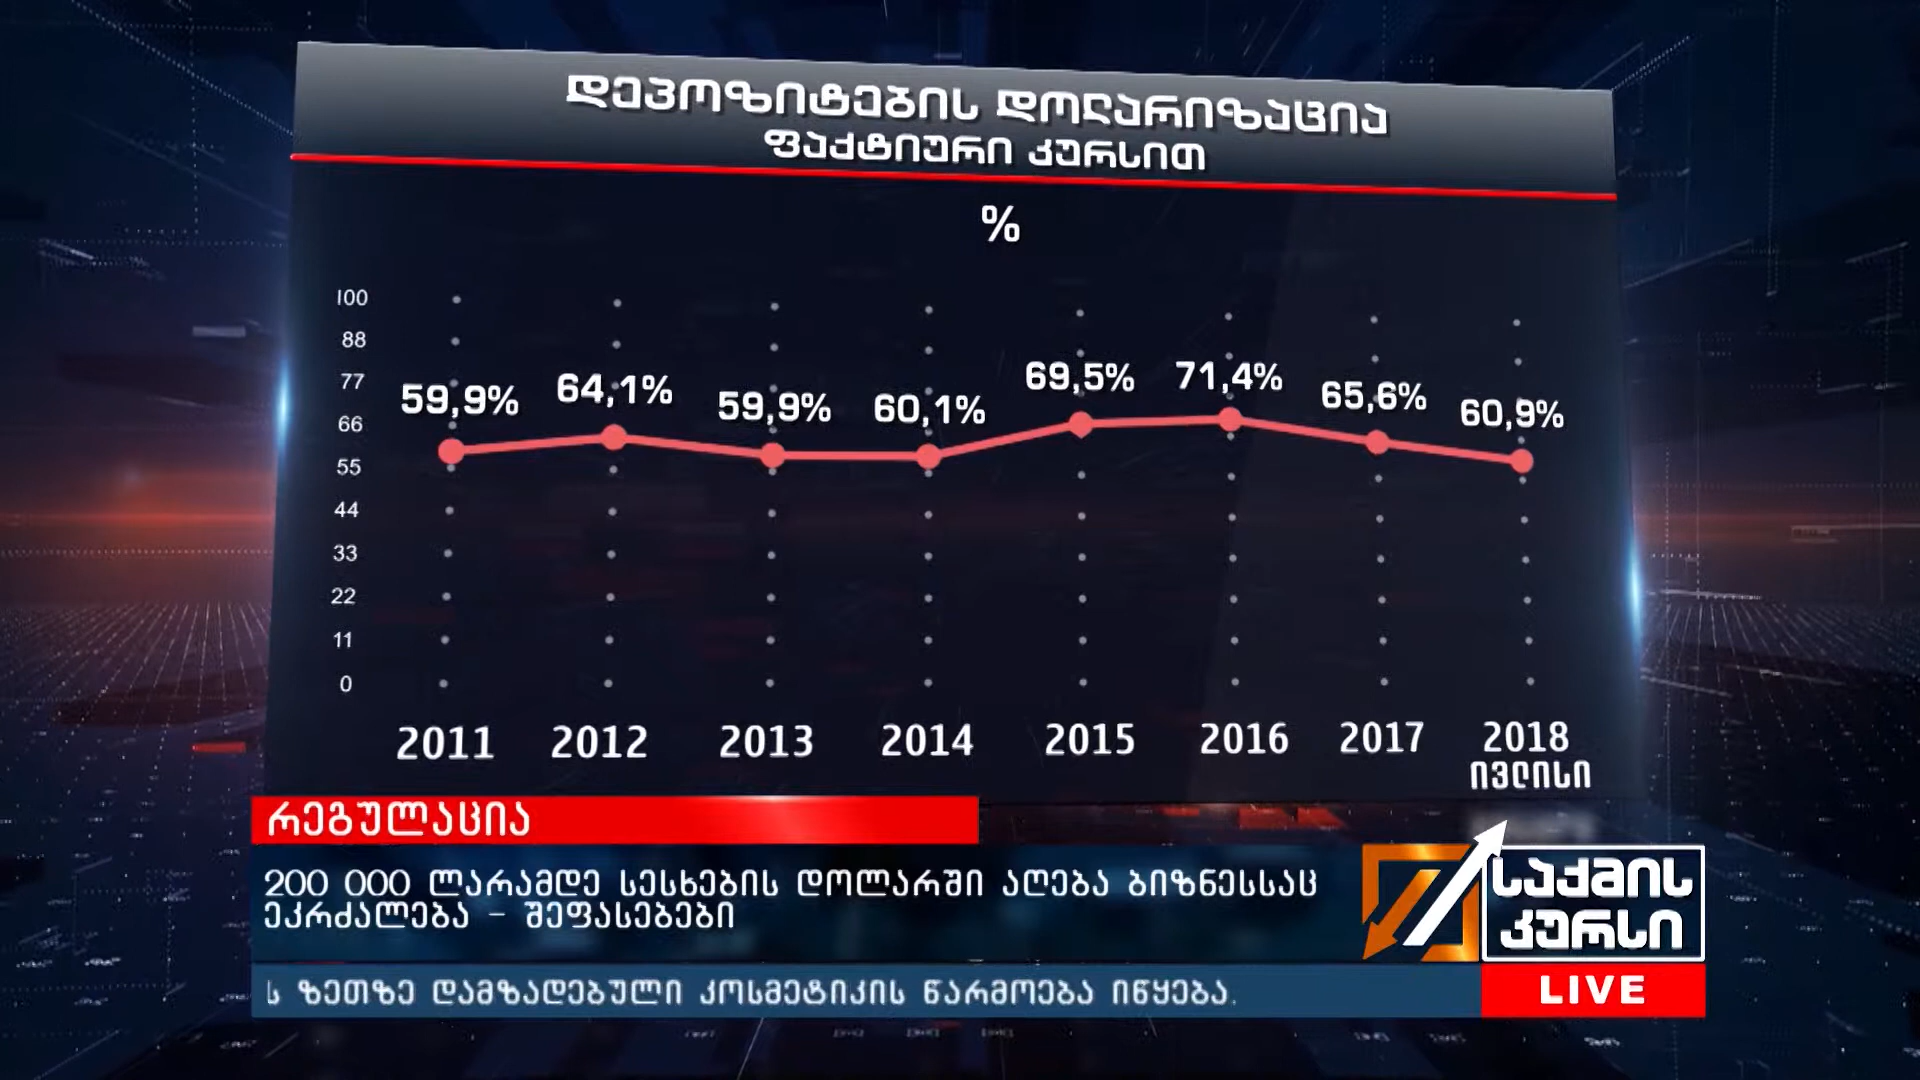 დეპოზიტების დოლარიზაცია
ფაქტიური კურსით
%
100
88
77
66
55
44
33
22
11
0
59,9%
64,1%
59,9%
60,1%
69,5%
71,4%
65,6%
60,9%
2011
2012
2013
2014
2015
2016
2017
2018
ივლისი
რეგულაცია
200 000 ლარამდე სესხების დოლარში აღება ბიზნესსაც
ეკრძალება - შეფასებები
საქმის
კურსი
ს ზეთზე დამზადებული კოსმეტიკის წარმოება იწყება.
LIVE